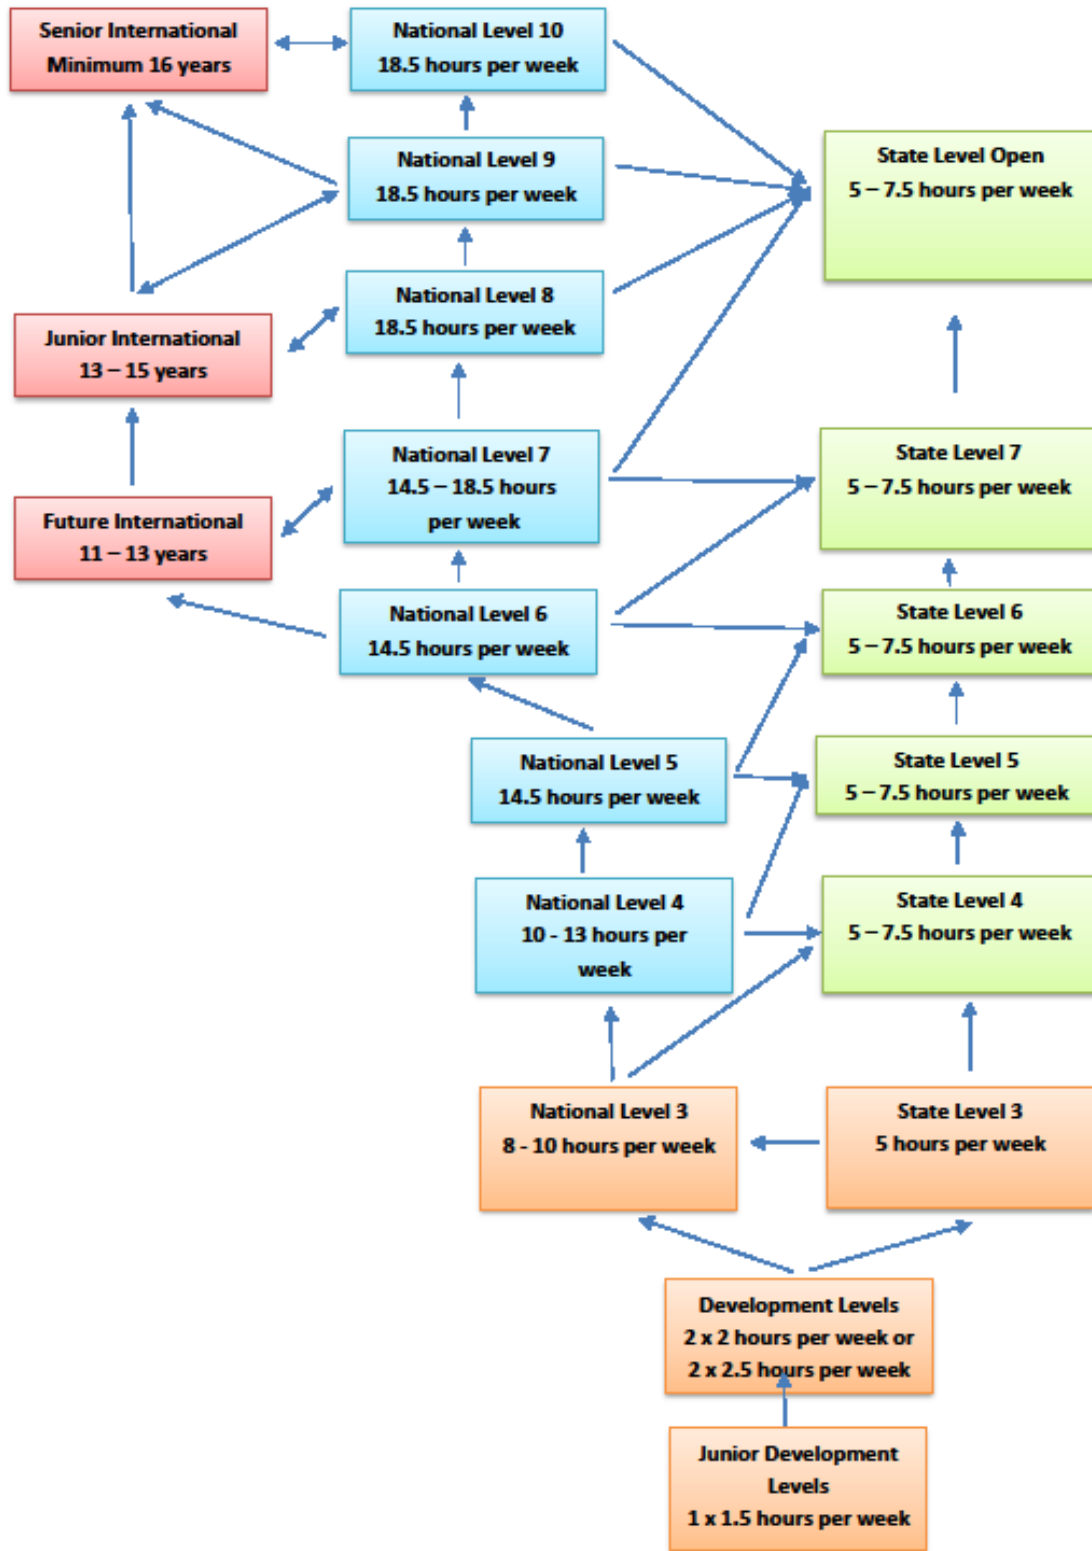 Senior International
Minimum 16 years
National Level 10
18.5 hours per week
National Level 9
18.5 hours per week
State Level Open
5 – 7.5 hours per week
National Level 8
18.5 hours per week
Junior International
13 – 15 years
National Level 7
14.5 – 18.5 hours
per week
State Level 7
5 – 7.5 hours per week
Future International
11 – 13 years
National Level 6
14.5 hours per week
State Level 6
5 – 7.5 hours per week
National Level 5
14.5 hours per week
State Level 5
5 – 7.5 hours per week
National Level 4
10 - 13 hours per
week
State Level 4
5 – 7.5 hours per week
National Level 3
8 - 10 hours per week
State Level 3
5 hours per week
Development Levels
2 x 2 hours per week or
2 x 2.5 hours per week
Junior Development
Levels
1 x 1.5 hours per week